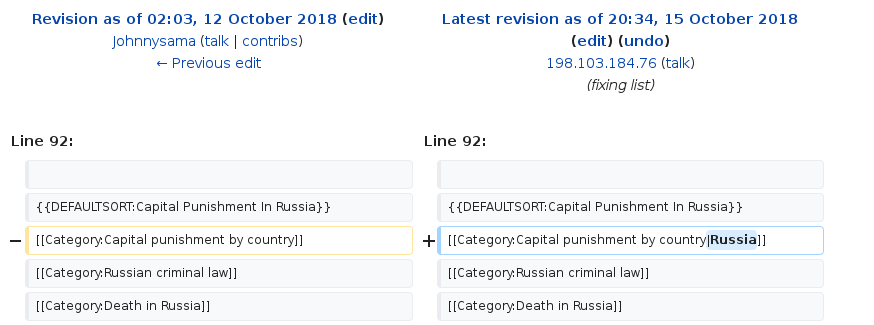 Revision as of 02:03, 12 October 2018 (edit)
Johnnysama (talk | contribs)
← Previous edit
Latest revision as of 20:34, 15 October 2018
(edit) (undo)
198.103.184.76 (talk)
(fixing list)
Line 92:
Line 92:
{{DEFAULTSORT:Capital Punishment In Russia}}
{{DEFAULTSORT:Capital Punishment In Russia}}
− [[Category:Capital punishment by country]]
+ [[Category:Capital punishment by country|Russia]]
[[Category:Russian criminal law]]
[[Category:Russian criminal law]]
[[Category:Death in Russia]]
[[Category:Death in Russia]]